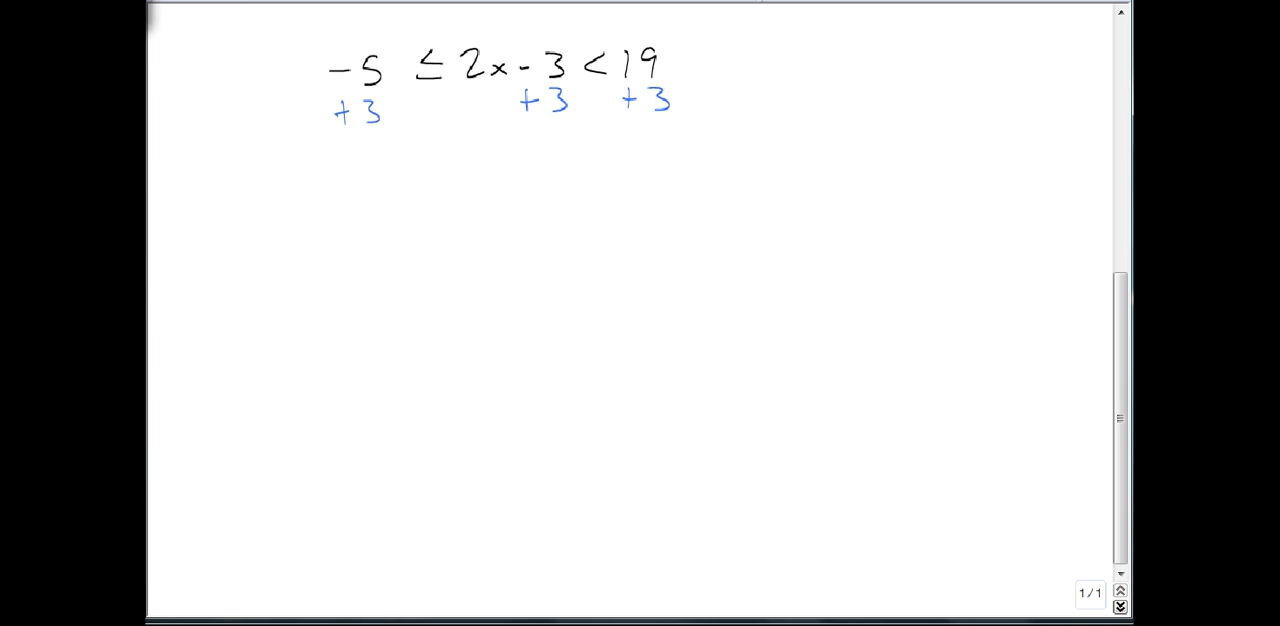 -5 ≤ 2x - 3 < 19
+3 +3 +3
1/1